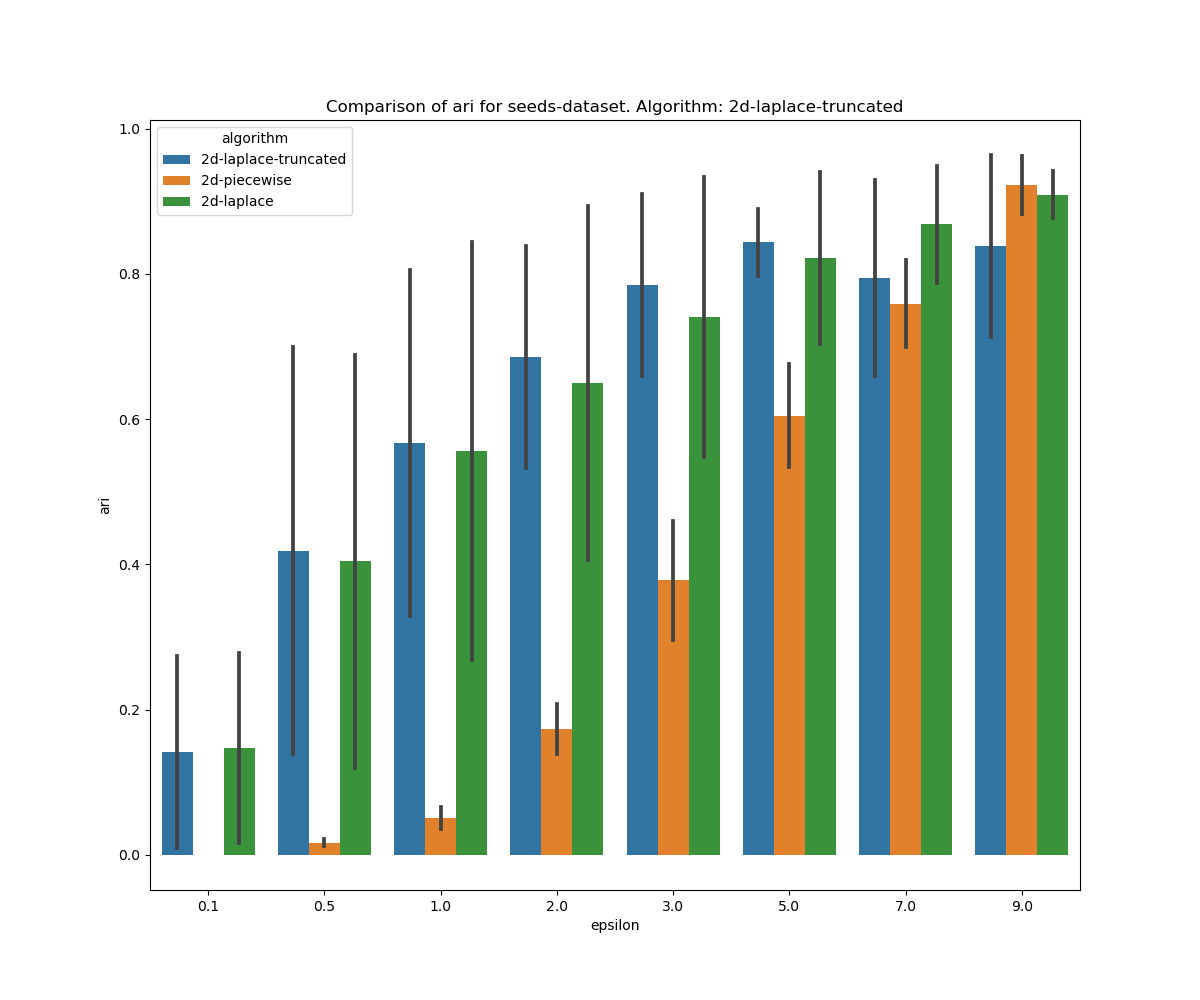 Comparison of ari for seeds-dataset. Algorithm: 2d-laplace-truncated
algorithm
2d-laplace-truncated
2d-piecewise
2d-laplace
1.0
0.8
0.6
0.4
0.2
0.0
ari
0.1 0.5 1.0 2.0 3.0 5.0 7.0 9.0
epsilon